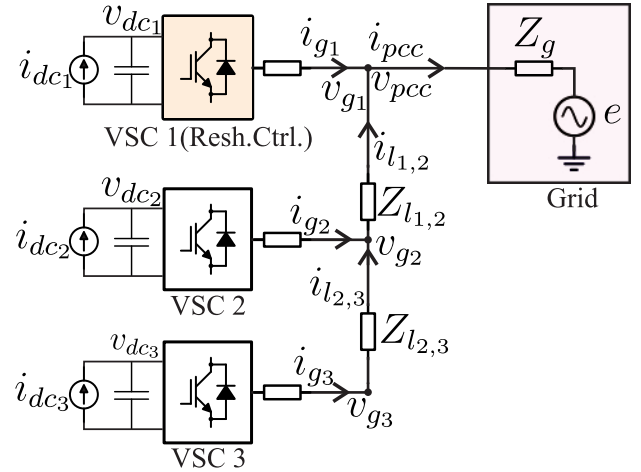 v_{dc_1} i_{g_1} i_{pcc} Z_g
i_{dc_1} v_{g_1} v_{pcc} e
VSC 1(Resh.Ctrl.)
i_{l_{1,2}}
Grid
v_{dc_2} i_{g_2} Z_{l_{1,2}}
i_{dc_2} v_{g_2}
VSC 2
i_{l_{2,3}}
v_{dc_3} i_{g_3} Z_{l_{2,3}}
i_{dc_3} v_{g_3}
VSC 3